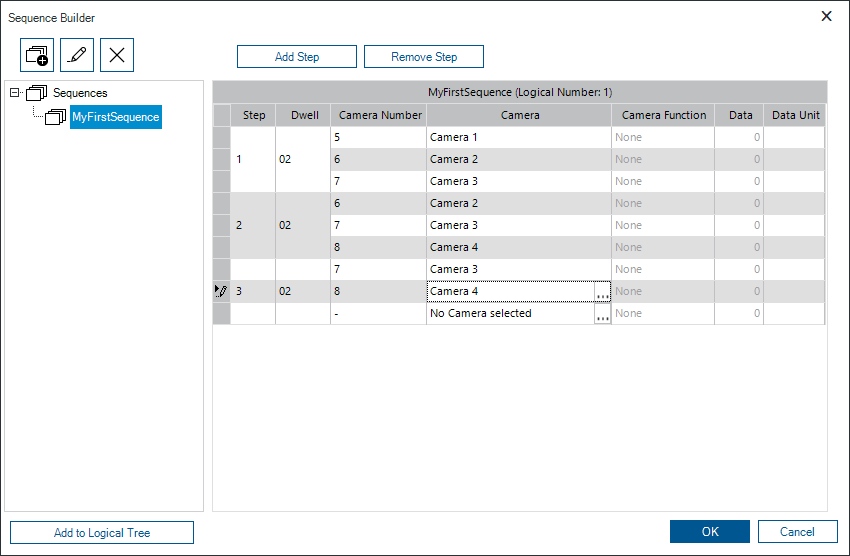 Sequence Builder
Add Step Remove Step
Sequences
MyFirstSequence
MyFirstSequence (Logical Number: 1)
Step Dwell Camera Number Camera Camera Function Data Data Unit
5 Camera 1 None 0
1 02 6 Camera 2 None 0
7 Camera 3 None 0
6 Camera 2 None 0
2 02 7 Camera 3 None 0
8 Camera 4 None 0
7 Camera 3 None 0
3 02 8 Camera 4 ... None 0
- No Camera selected ... None 0
Add to Logical Tree OK Cancel